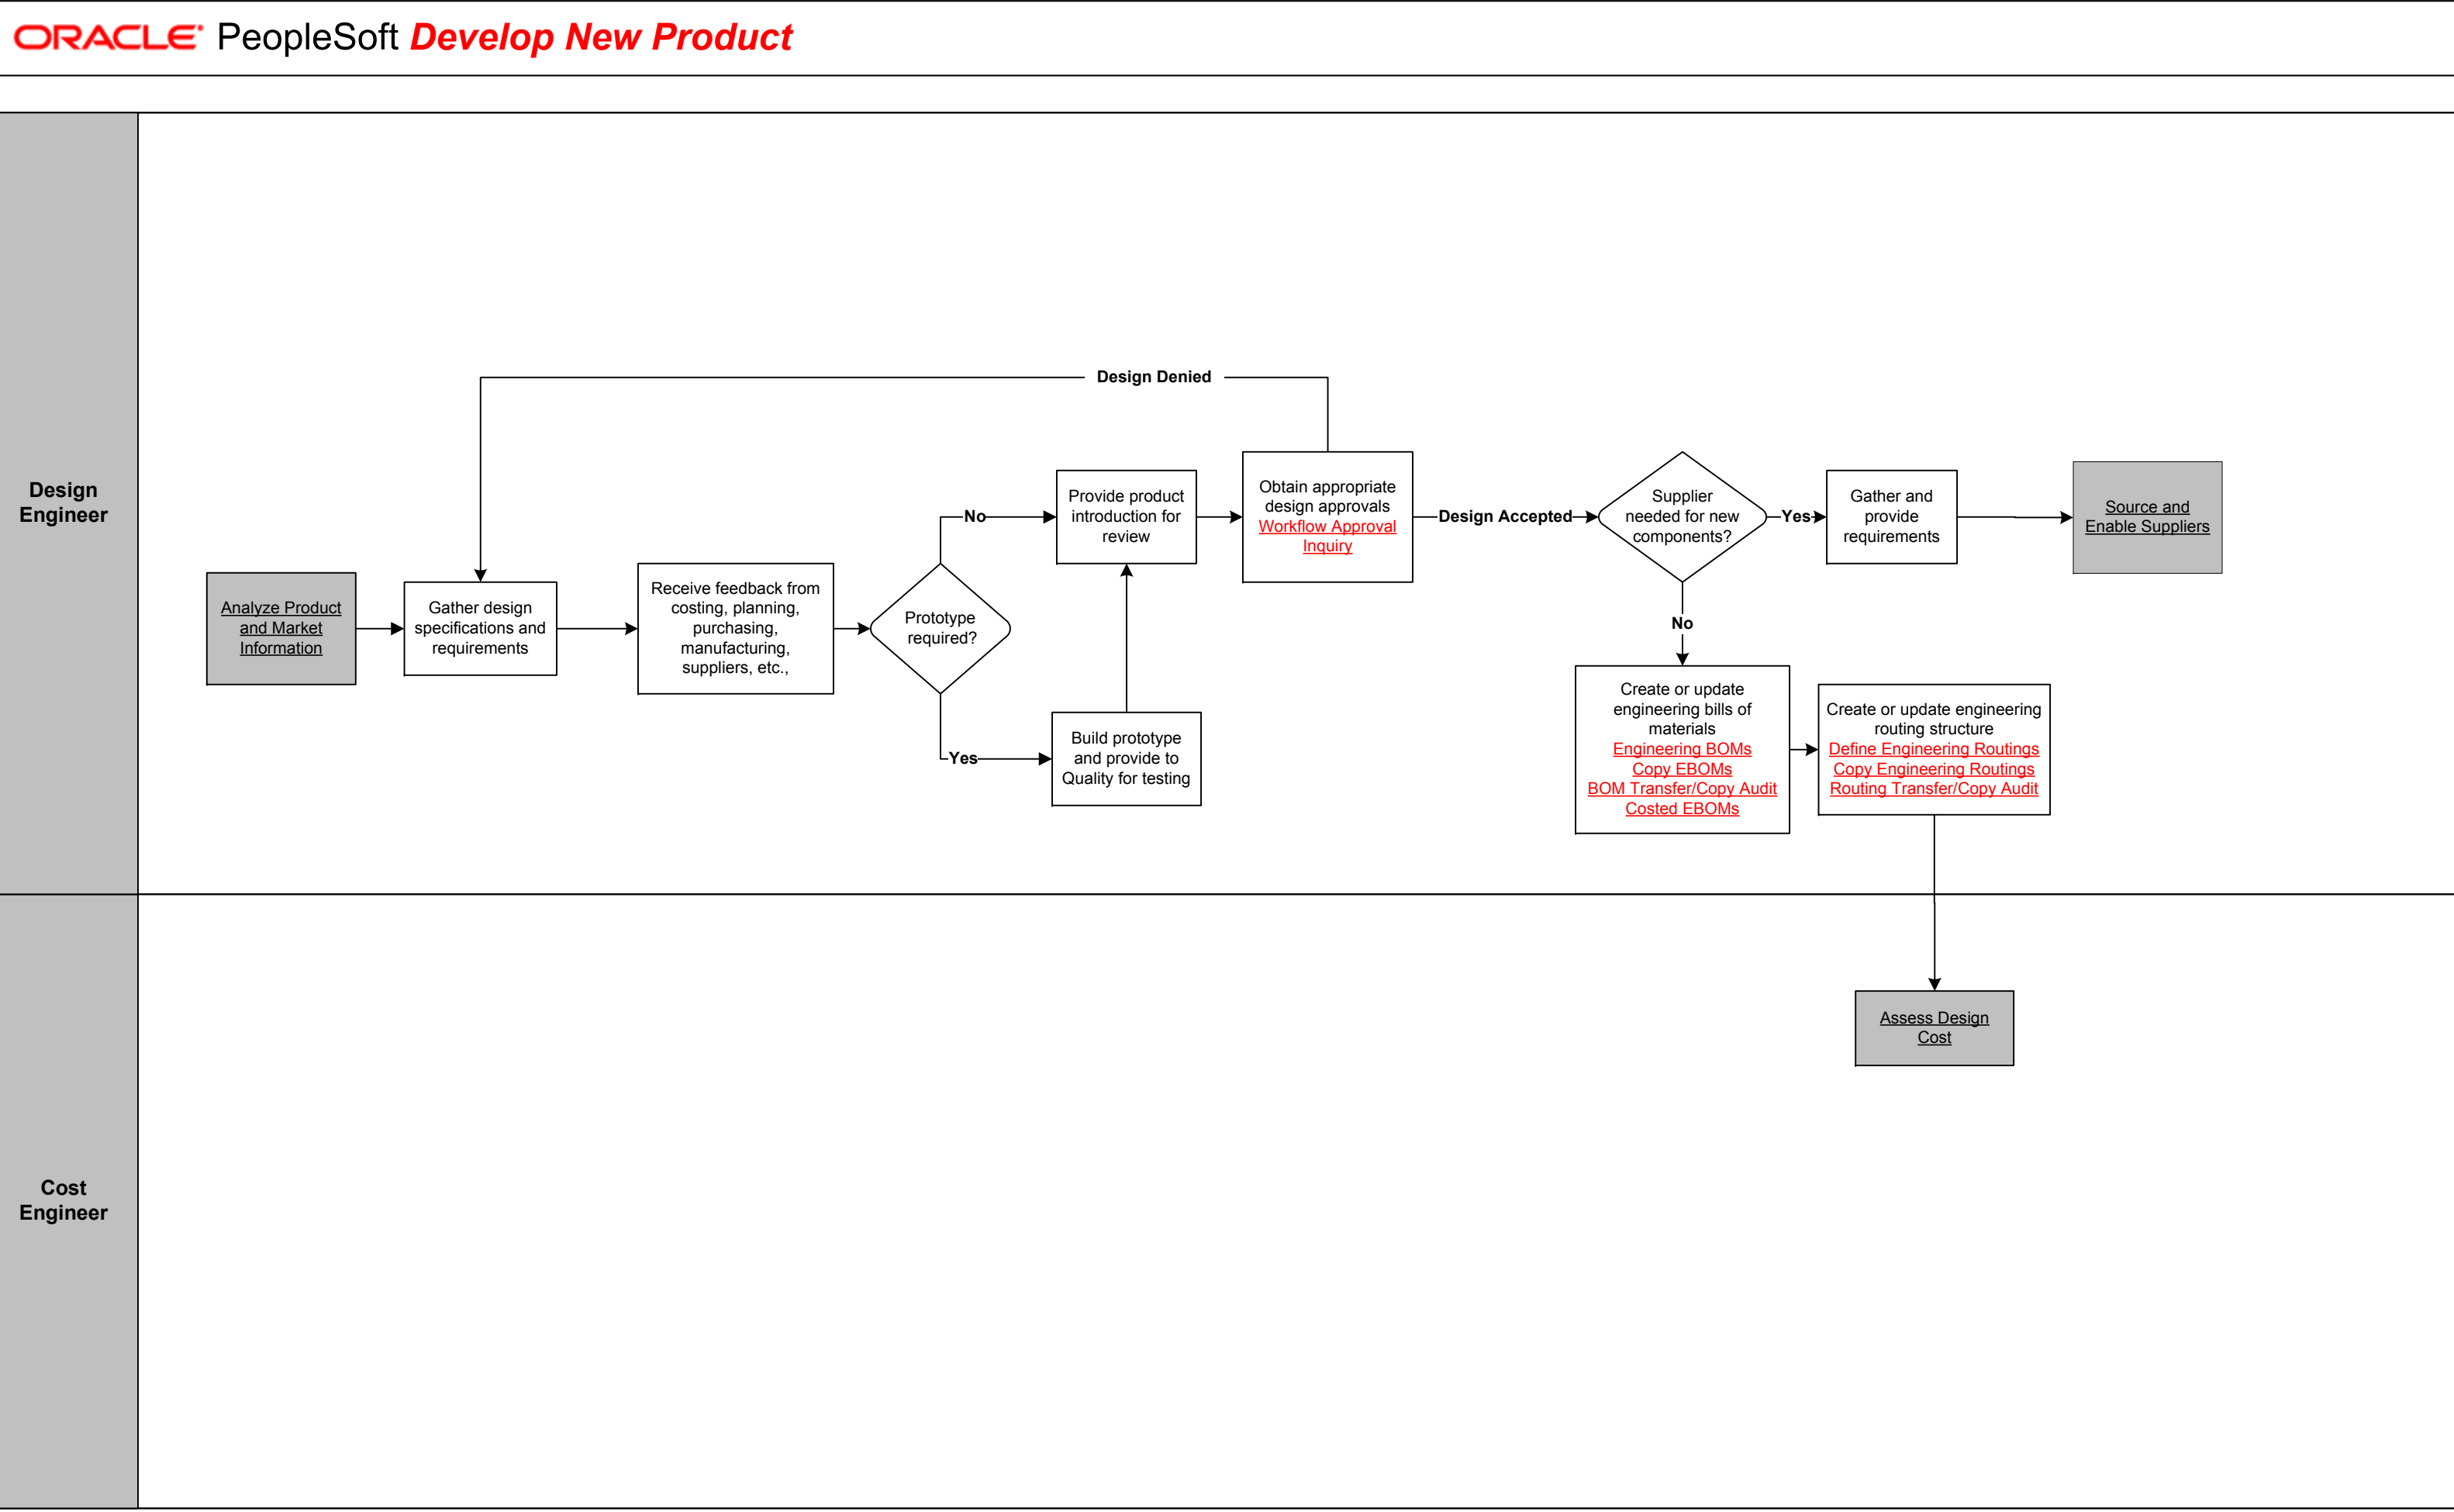 ORACLE® PeopleSoft Develop New Product
Design
Engineer
Design Denied
Analyze Product
and Market
Information
Gather design
specifications and
requirements
Receive feedback from
costing, planning,
purchasing,
manufacturing,
suppliers, etc.,
Prototype
required?
No
Yes
Provide product
introduction for
review
Build prototype
and provide to
Quality for testing
Obtain appropriate
design approvals
Workflow Approval
Inquiry
Design Accepted
Supplier
needed for new
components?
Yes
Gather and
provide
requirements
Source and
Enable Suppliers
No
Create or update
engineering bills of
materials
Engineering BOMs
Copy EBOMs
BOM Transfer/Copy Audit
Costed EBOMs
Create or update engineering
routing structure
Define Engineering Routings
Copy Engineering Routings
Routing Transfer/Copy Audit
Cost
Engineer
Assess Design
Cost